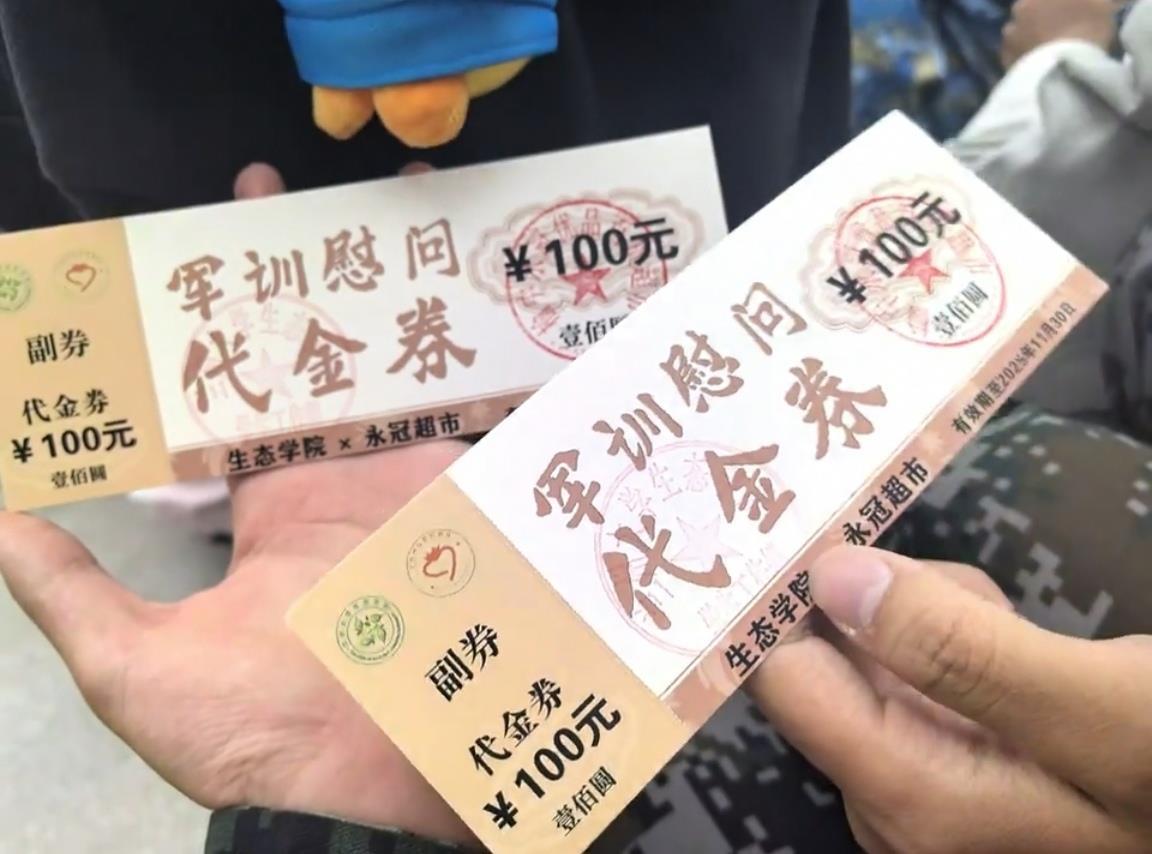 军训慰问
代金券
¥100元
壹佰
副券
代金券
¥100元
壹佰圆
生态学院 × 永冠超市
军训慰问
代金券
¥100元
壹佰圆
副券
代金券
¥100元
壹佰圆
生态学院
永冠超市
有效期至2025年11月30日